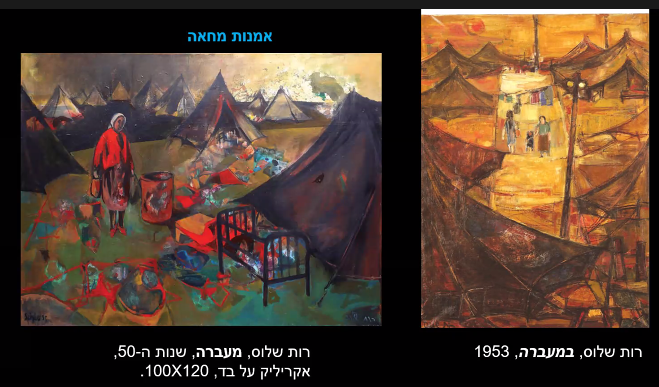 אמנות מחאה
רות שלוס, במעברה, 1953
רות שלוס, מעברה, שנות ה-50,
אקריליק על בד, 100X120.